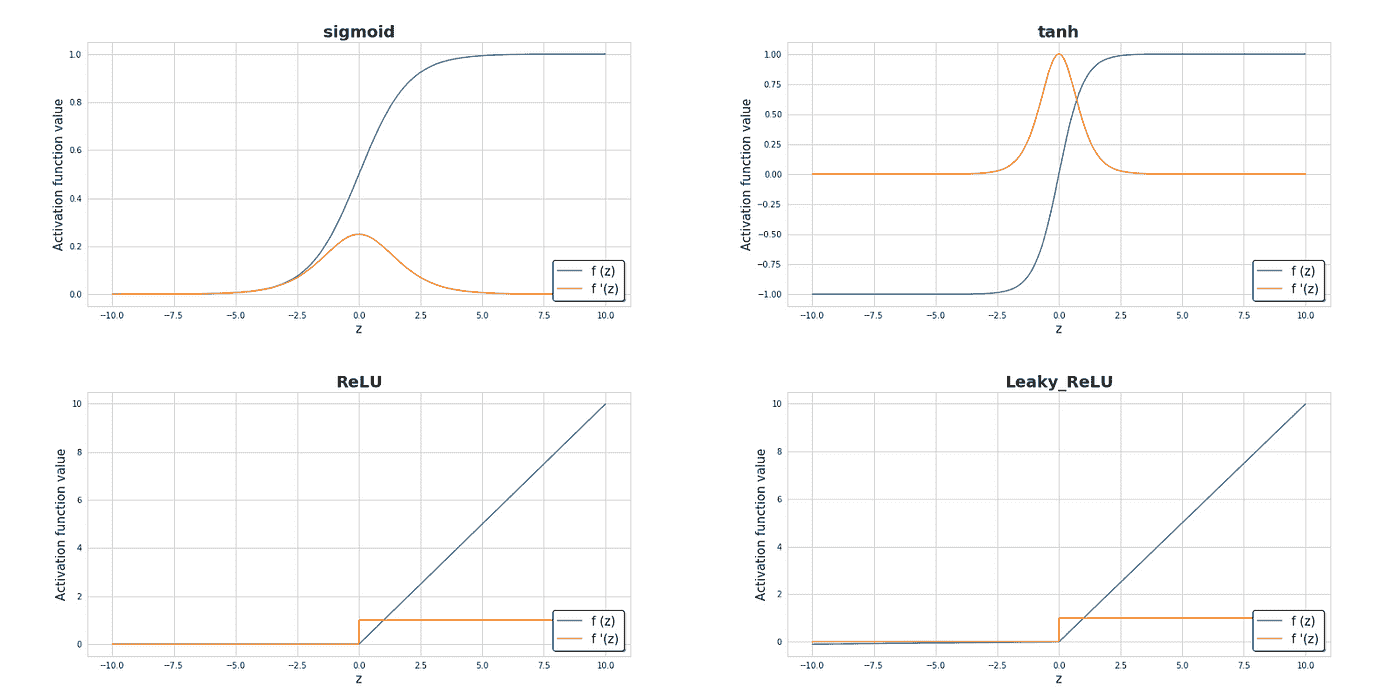 sigmoid
Activation function value
1.0
0.8
0.6
0.4
0.2
0.0
−10.0 −7.5 −5.0 −2.5 0.0 2.5 5.0 7.5 10.0
z
f (z)
f '(z)
tanh
Activation function value
1.00
0.75
0.50
0.25
0.00
−0.25
−0.50
−0.75
−1.00
−10.0 −7.5 −5.0 −2.5 0.0 2.5 5.0 7.5 10.0
z
f (z)
f '(z)
ReLU
Activation function value
10
8
6
4
2
0
−10.0 −7.5 −5.0 −2.5 0.0 2.5 5.0 7.5 10.0
z
f (z)
f '(z)
Leaky_ReLU
Activation function value
10
8
6
4
2
0
−10.0 −7.5 −5.0 −2.5 0.0 2.5 5.0 7.5 10.0
z
f (z)
f '(z)